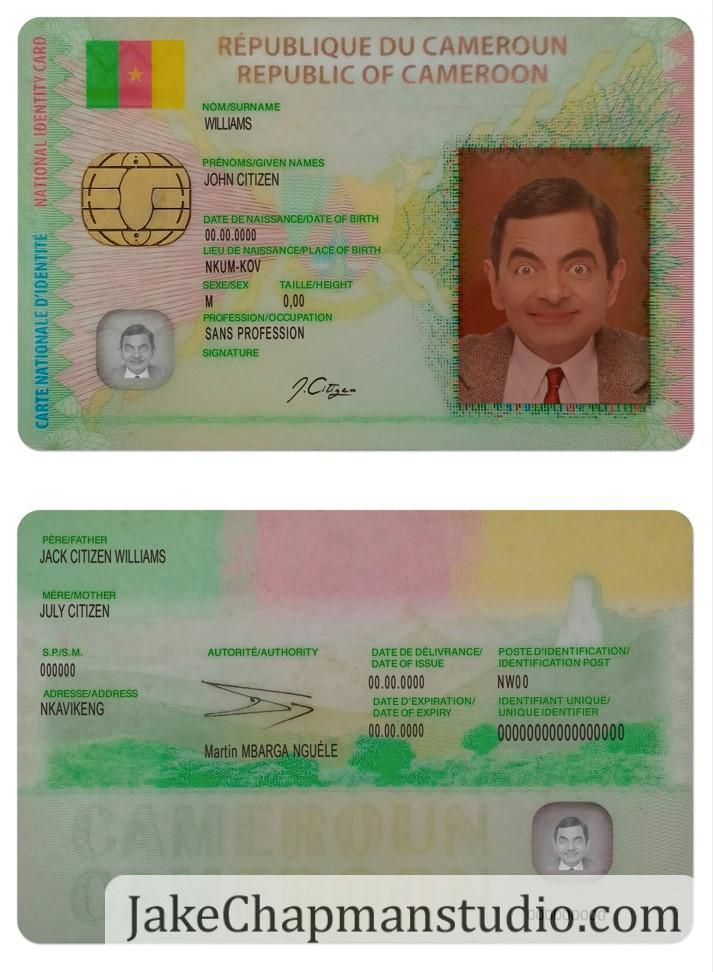 RÉPUBLIQUE DU CAMEROUN
REPUBLIC OF CAMEROON
NATIONAL IDENTITY CARD
CARTE NATIONALE D'IDENTITÉ
NOM/SURNAME
WILLIAMS
PRÉNOMS/GIVEN NAMES
JOHN CITIZEN
DATE DE NAISSANCE/DATE OF BIRTH
00.00.0000
LIEU DE NAISSANCE/PLACE OF BIRTH
NKUM-KOV
SEXE/SEX TAILLE/HEIGHT
M 0,00
PROFESSION/OCCUPATION
SANS PROFESSION
SIGNATURE
J.Citizen
PÈRE/FATHER
JACK CITIZEN WILLIAMS
MÈRE/MOTHER
JULY CITIZEN
S.P./S.M.
000000
ADRESSE/ADDRESS
NKAVIKENG
AUTORITÉ/AUTHORITY
Martin MBARGA NGUÉLE
DATE DE DÉLIVRANCE/
DATE OF ISSUE
00.00.0000
DATE D'EXPIRATION/
DATE OF EXPIRY
00.00.0000
POSTE D'IDENTIFICATION/
IDENTIFICATION POST
NW00
IDENTIFIANT UNIQUE/
UNIQUE IDENTIFIER
00000000000000000
CAMEROUN
JakeChapmanstudio.com